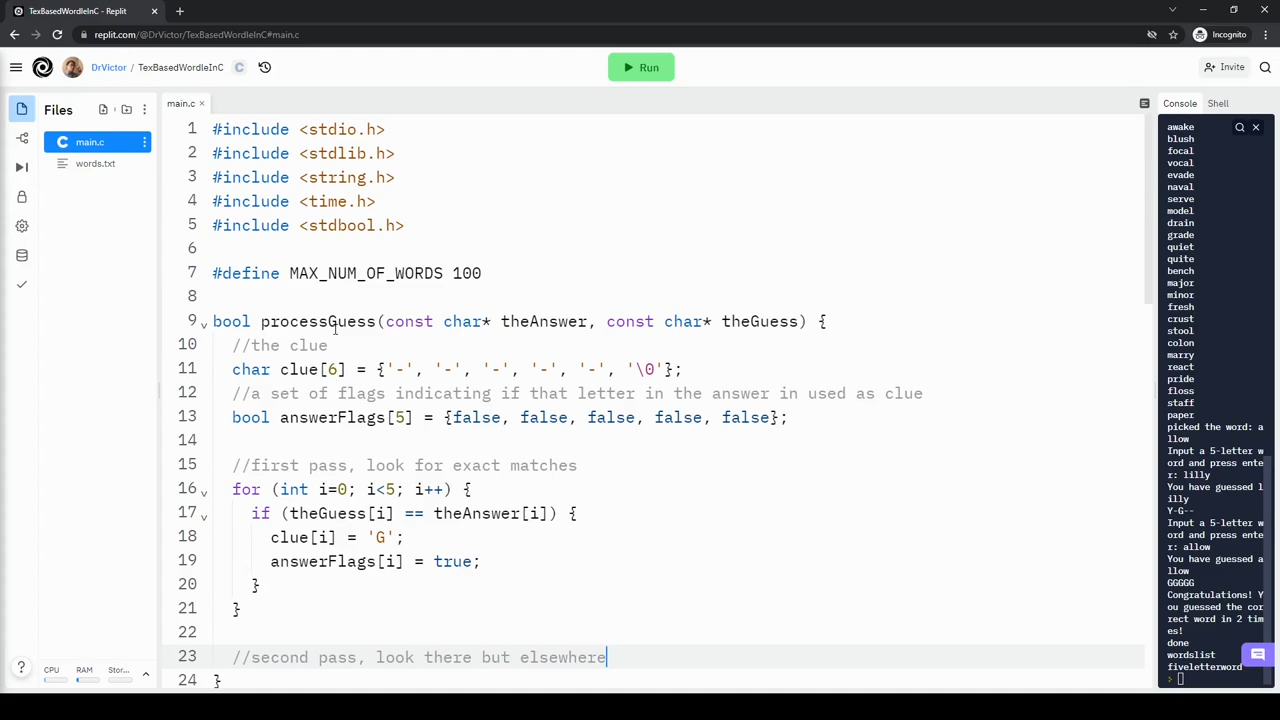 TexBasedWordleInC - Replit
replit.com/@DrVictor/TexBasedWordleInC#main.c
Incognito
DrVictor / TexBasedWordleInC
Run
Invite
Files
main.c
words.txt
CPU RAM Stor...
main.c
1 #include <stdio.h>
2 #include <stdlib.h>
3 #include <string.h>
4 #include <time.h>
5 #include <stdbool.h>
6
7 #define MAX_NUM_OF_WORDS 100
8
9 bool processGuess(const char* theAnswer, const char* theGuess) {
10 //the clue
11 char clue[6] = {'-', '-', '-', '-', '-', '\0'};
12 //a set of flags indicating if that letter in the answer in used as clue
13 bool answerFlags[5] = {false, false, false, false, false};
14
15 //first pass, look for exact matches
16 for (int i=0; i<5; i++) {
17 if (theGuess[i] == theAnswer[i]) {
18 clue[i] = 'G';
19 answerFlags[i] = true;
20 }
21 }
22
23 //second pass, look there but elsewhere
24 }
Console Shell
awake
blush
focal
vocal
evade
naval
serve
model
drain
grade
quiet
quite
bench
major
minor
fresh
crust
stool
colon
marry
react
pride
floss
staff
paper
picked the word: a
llow
Input a 5-letter w
ord and press ente
r: lilly
You have guessed l
illy
Y-G--
Input a 5-letter w
ord and press ente
r: allow
You have guessed a
llow
GGGGG
Congratulations! Y
ou guessed the cor
rect word in 2 tim
es!
done
wordslist
fiveletterword
>